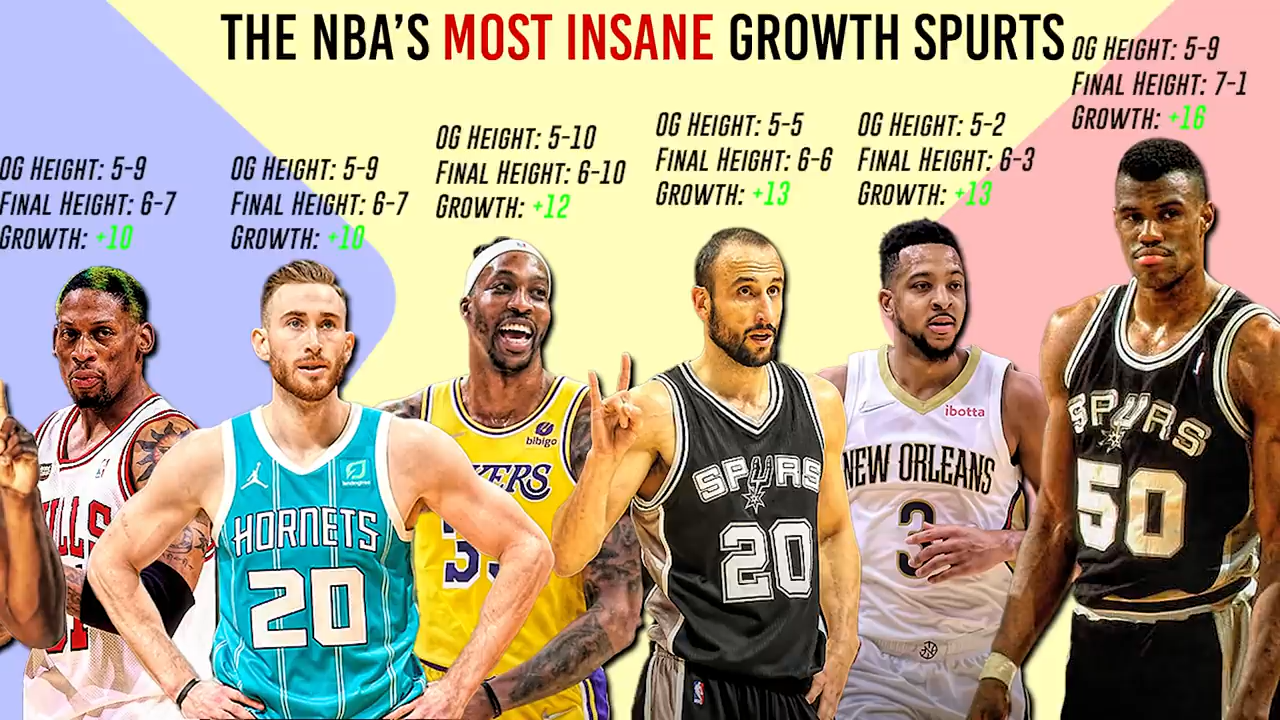 THE NBA'S MOST INSANE GROWTH SPURTS
OG HEIGHT: 5-9
FINAL HEIGHT: 6-7
GROWTH: +10
OG HEIGHT: 5-9
FINAL HEIGHT: 6-7
GROWTH: +10
OG HEIGHT: 5-10
FINAL HEIGHT: 6-10
GROWTH: +12
OG HEIGHT: 5-5
FINAL HEIGHT: 6-6
GROWTH: +13
OG HEIGHT: 5-2
FINAL HEIGHT: 6-3
GROWTH: +13
OG HEIGHT: 5-9
FINAL HEIGHT: 7-1
GROWTH: +16
LLS
HORNETS
20
bibigo
KERS
3
SPURS
20
ibotta
NEW ORLEANS
3
SPURS
50